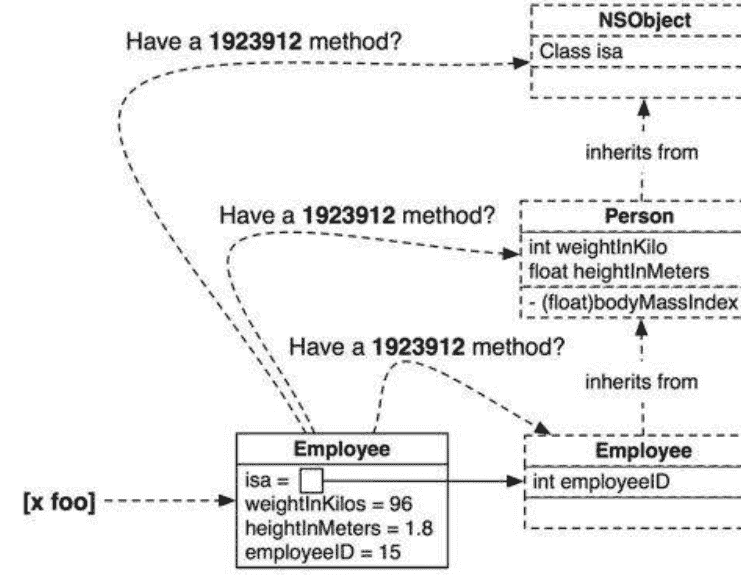 NSObject
Class isa
Have a 1923912 method?
inherits from
Person
int weightInKilo
float heightInMeters
- (float)bodyMassIndex
Have a 1923912 method?
Have a 1923912 method?
inherits from
Employee
isa =
weightInKilos = 96
heightInMeters = 1.8
employeeID = 15
Employee
int employeeID
[x foo]